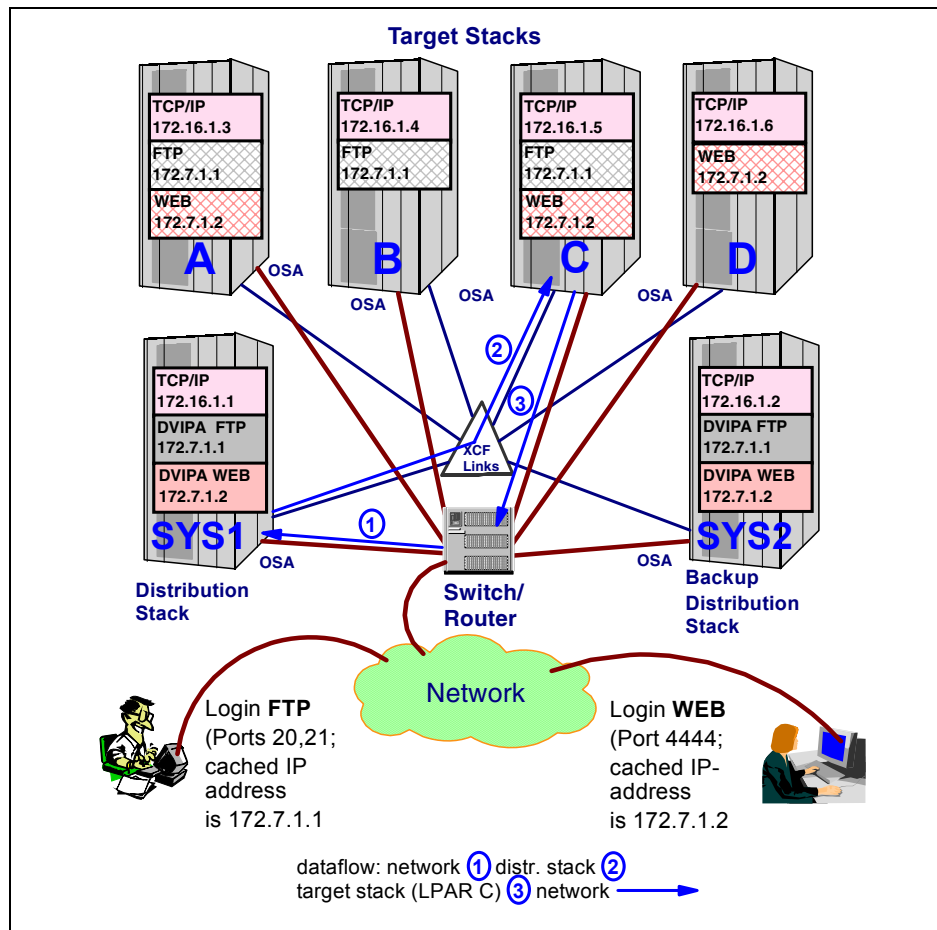 Target Stacks
TCP/IP
172.16.1.3
FTP
172.7.1.1
WEB
172.7.1.2
A
TCP/IP
172.16.1.4
FTP
172.7.1.1
B
TCP/IP
172.16.1.5
FTP
172.7.1.1
WEB
172.7.1.2
C
TCP/IP
172.16.1.6
WEB
172.7.1.2
D
OSA
OSA
OSA
OSA
2
3
XCF
Links
TCP/IP
172.16.1.1
DVIPA FTP
172.7.1.1
DVIPA WEB
172.7.1.2
SYS1
1
OSA
Distribution
Stack
TCP/IP
172.16.1.2
DVIPA FTP
172.7.1.1
DVIPA WEB
172.7.1.2
SYS2
OSA
Backup
Distribution
Stack
Switch/
Router
Network
Login FTP
(Ports 20,21;
cached IP
address
is 172.7.1.1
Login WEB
(Port 4444;
cached IP-
address
is 172.7.1.2
dataflow: network 1 distr. stack 2
target stack (LPAR C) 3 network